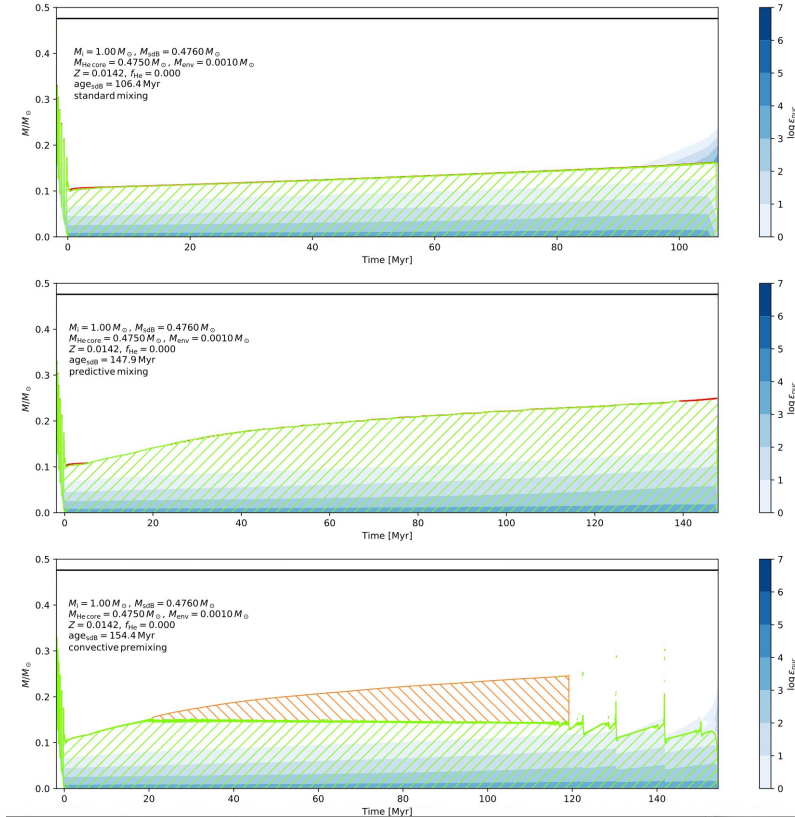 0.5
0.4
0.3
0.2
0.1
0.0
M/M⊙
M_i = 1.00 M⊙, M_sdB = 0.4760 M⊙
M_He core = 0.4750 M⊙, M_env = 0.0010 M⊙
Z = 0.0142, f_He = 0.000
age_sdB = 106.4 Myr
standard mixing
0 20 40 60 80 100
Time [Myr]
7
6
5
4
3
2
1
0
log ε_nuc
0.5
0.4
0.3
0.2
0.1
0.0
M/M⊙
M_i = 1.00 M⊙, M_sdB = 0.4760 M⊙
M_He core = 0.4750 M⊙, M_env = 0.0010 M⊙
Z = 0.0142, f_He = 0.000
age_sdB = 147.9 Myr
predictive mixing
0 20 40 60 80 100 120 140
Time [Myr]
7
6
5
4
3
2
1
0
log ε_nuc
0.5
0.4
0.3
0.2
0.1
0.0
M/M⊙
M_i = 1.00 M⊙, M_sdB = 0.4760 M⊙
M_He core = 0.4750 M⊙, M_env = 0.0010 M⊙
Z = 0.0142, f_He = 0.000
age_sdB = 154.4 Myr
convective premixing
0 20 40 60 80 100 120 140
Time [Myr]
7
6
5
4
3
2
1
0
log ε_nuc